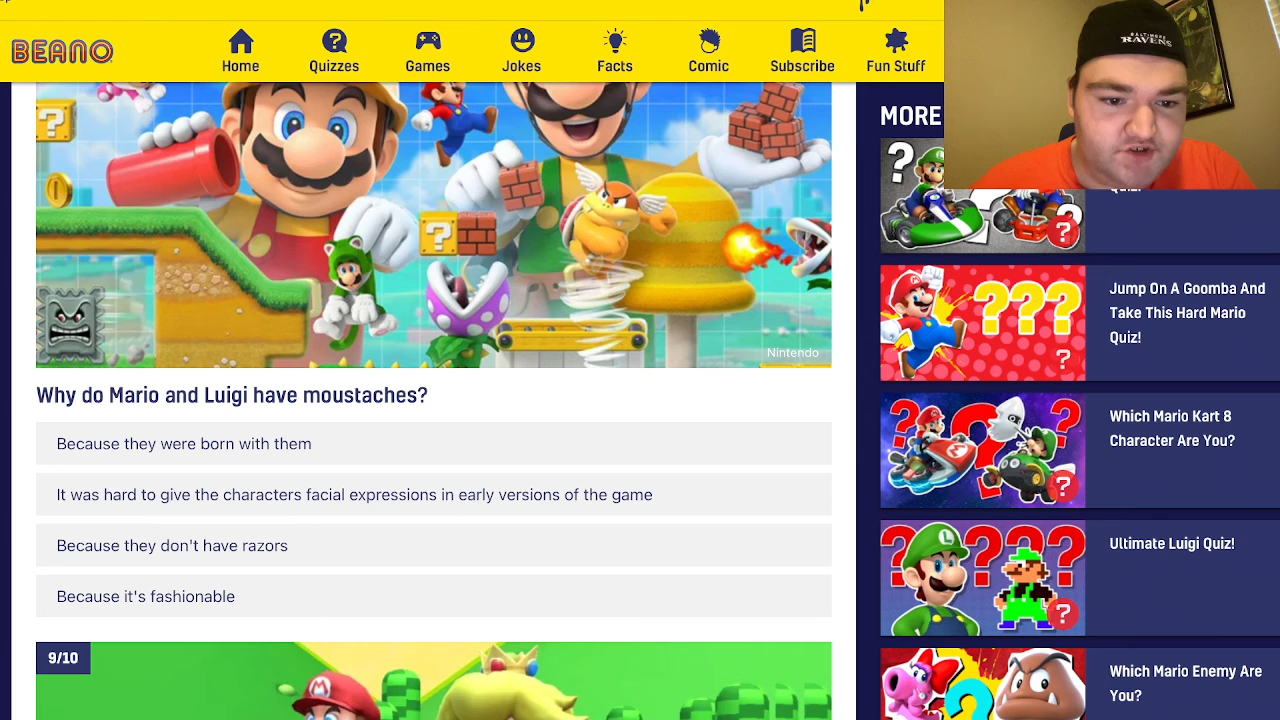 BEANO
Home
Quizzes
Games
Jokes
Facts
Comic
Subscribe
Fun Stuff
BALTIMORE
RAVENS
MORE
Quiz!
Nintendo
Why do Mario and Luigi have moustaches?
Because they were born with them
It was hard to give the characters facial expressions in early versions of the game
Because they don't have razors
Because it's fashionable
9/10
Jump On A Goomba And
Take This Hard Mario
Quiz!
Which Mario Kart 8
Character Are You?
Ultimate Luigi Quiz!
Which Mario Enemy Are
You?